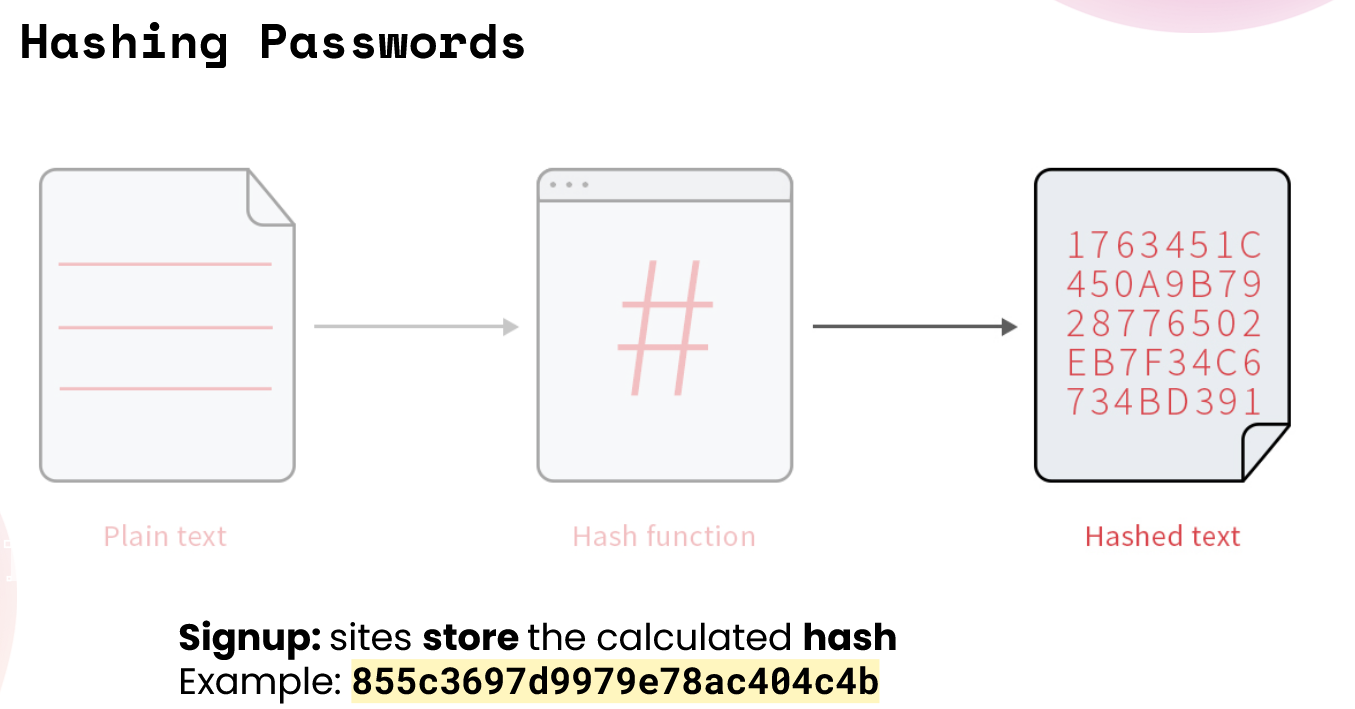 Hashing Passwords
#
1763451C
450A9B79
28776502
EB7F34C6
734BD391
Plain text
Hash function
Hashed text
Signup: sites store the calculated hash
Example: 855c3697d9979e78ac404c4b